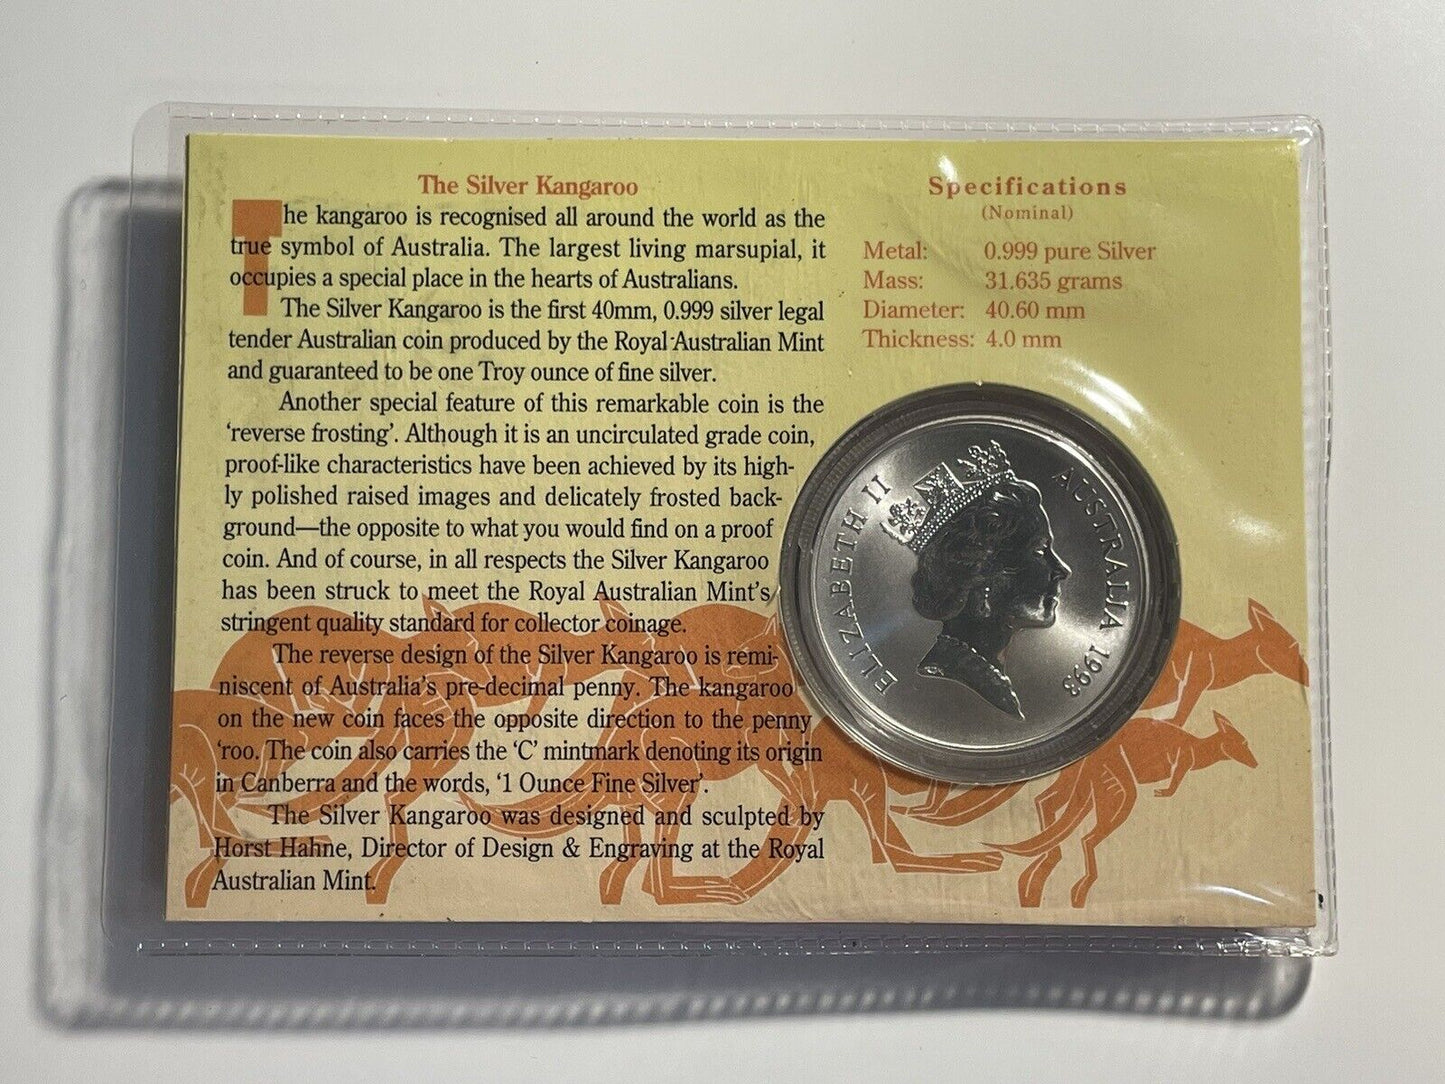 The Silver Kangaroo
The kangaroo is recognised all around the world as the
true symbol of Australia. The largest living marsupial, it
occupies a special place in the hearts of Australians.
The Silver Kangaroo is the first 40mm, 0.999 silver legal
tender Australian coin produced by the Royal Australian Mint
and guaranteed to be one Troy ounce of fine silver.
Another special feature of this remarkable coin is the
‘reverse frosting’. Although it is an uncirculated grade coin,
proof-like characteristics have been achieved by its high-
ly polished raised images and delicately frosted back-
ground—the opposite to what you would find on a proof
coin. And of course, in all respects the Silver Kangaroo
has been struck to meet the Royal Australian Mint’s
stringent quality standard for collector coinage.
The reverse design of the Silver Kangaroo is remi-
niscent of Australia’s pre-decimal penny. The kangaroo
on the new coin faces the opposite direction to the penny
‘roo. The coin also carries the ‘C’ mintmark denoting its origin
in Canberra and the words, ‘1 Ounce Fine Silver’.
The Silver Kangaroo was designed and sculpted by
Horst Hahne, Director of Design & Engraving at the Royal
Australian Mint.
Specifications
(Nominal)
Metal: 0.999 pure Silver
Mass: 31.635 grams
Diameter: 40.60 mm
Thickness: 4.0 mm
ELIZABETH II
AUSTRALIA 1993